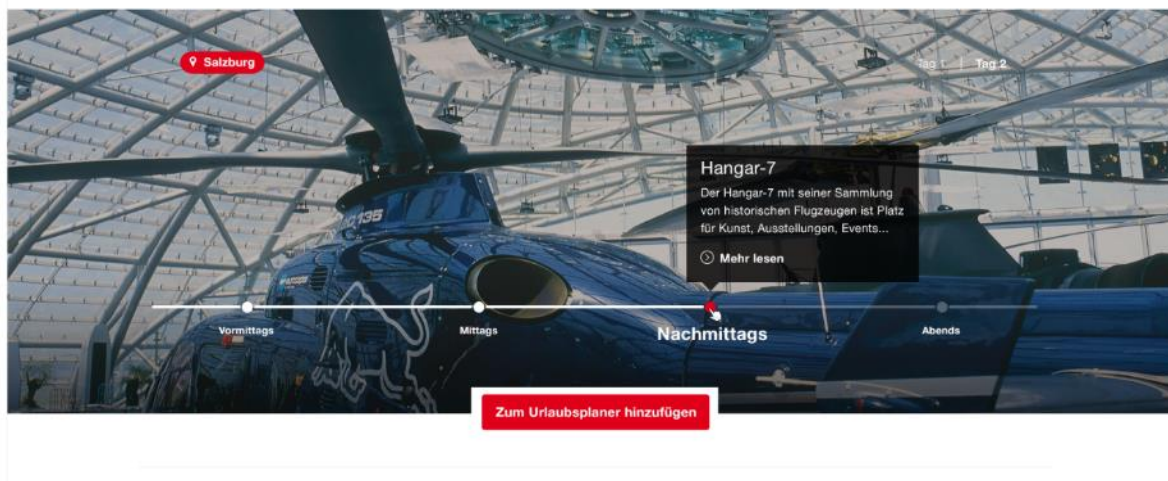 Salzburg
Tag 1 | Tag 2
Hangar-7
Der Hangar-7 mit seiner Sammlung
von historischen Flugzeugen ist Platz
für Kunst, Ausstellungen, Events...
Mehr lesen
135
Vormittags
Mittags
Nachmittags
Abends
Zum Urlaubsplaner hinzufügen